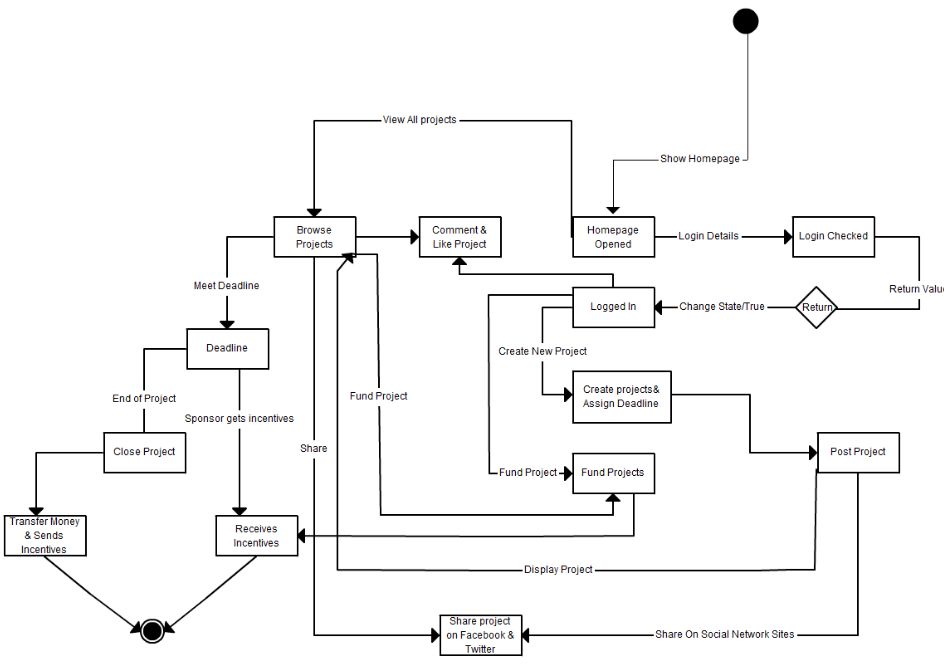 View All projects
Show Homepage
Browse
Projects
Comment &
Like Project
Homepage
Opened
Login Details
Login Checked
Meet Deadline
Return Value
Logged In
Change State/True
Return
Deadline
Create New Project
End of Project
Fund Project
Create projects&
Assign Deadline
Sponsor gets incentives
Close Project
Share
Post Project
Fund Project
Fund Projects
Transfer Money
& Sends
Incentives
Receives
Incentives
Display Project
Share project
on Facebook &
Twitter
Share On Social Network Sites